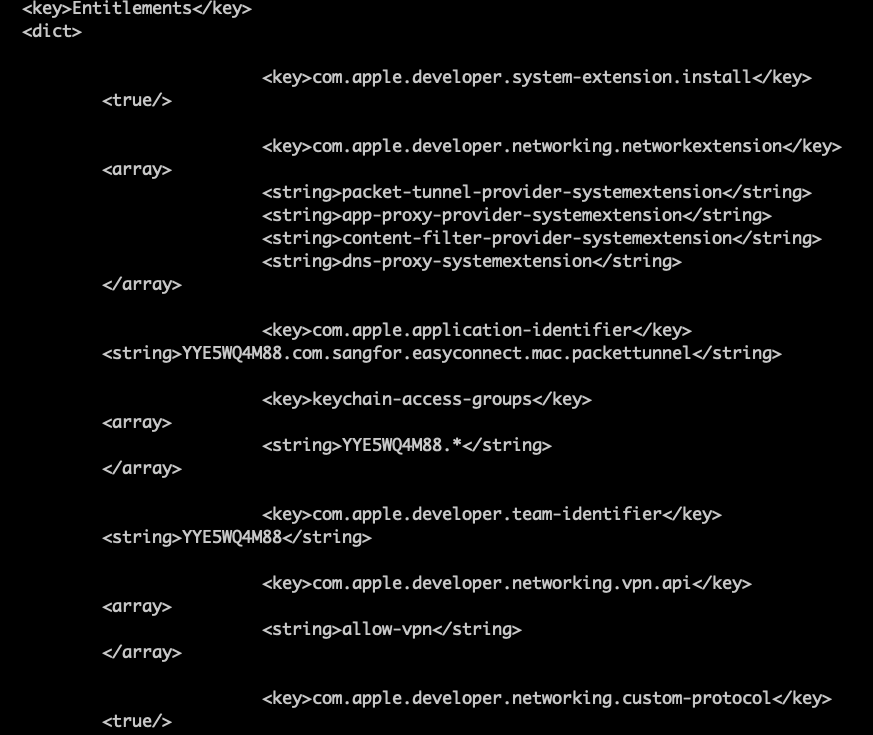 <key>Entitlements</key>
<dict>
<key>com.apple.developer.system-extension.install</key>
<true/>
<key>com.apple.developer.networking.networkextension</key>
<array>
<string>packet-tunnel-provider-systemextension</string>
<string>app-proxy-provider-systemextension</string>
<string>content-filter-provider-systemextension</string>
<string>dns-proxy-systemextension</string>
</array>
<key>com.apple.application-identifier</key>
<string>YYE5WQ4M88.com.sangfor.easyconnect.mac.packettunnel</string>
<key>keychain-access-groups</key>
<array>
<string>YYE5WQ4M88.*</string>
</array>
<key>com.apple.developer.team-identifier</key>
<string>YYE5WQ4M88</string>
<key>com.apple.developer.networking.vpn.api</key>
<array>
<string>allow-vpn</string>
</array>
<key>com.apple.developer.networking.custom-protocol</key>
<true/>